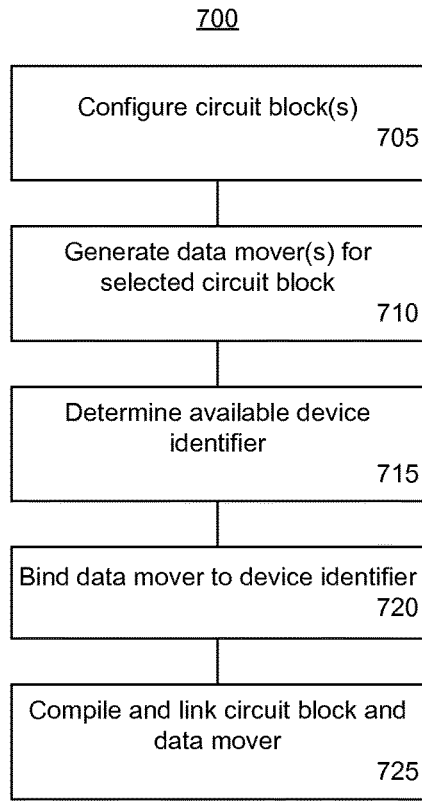 700
Configure circuit block(s)
705
Generate data mover(s) for
selected circuit block
710
Determine available device
identifier
715
Bind data mover to device identifier
720
Compile and link circuit block and
data mover
725